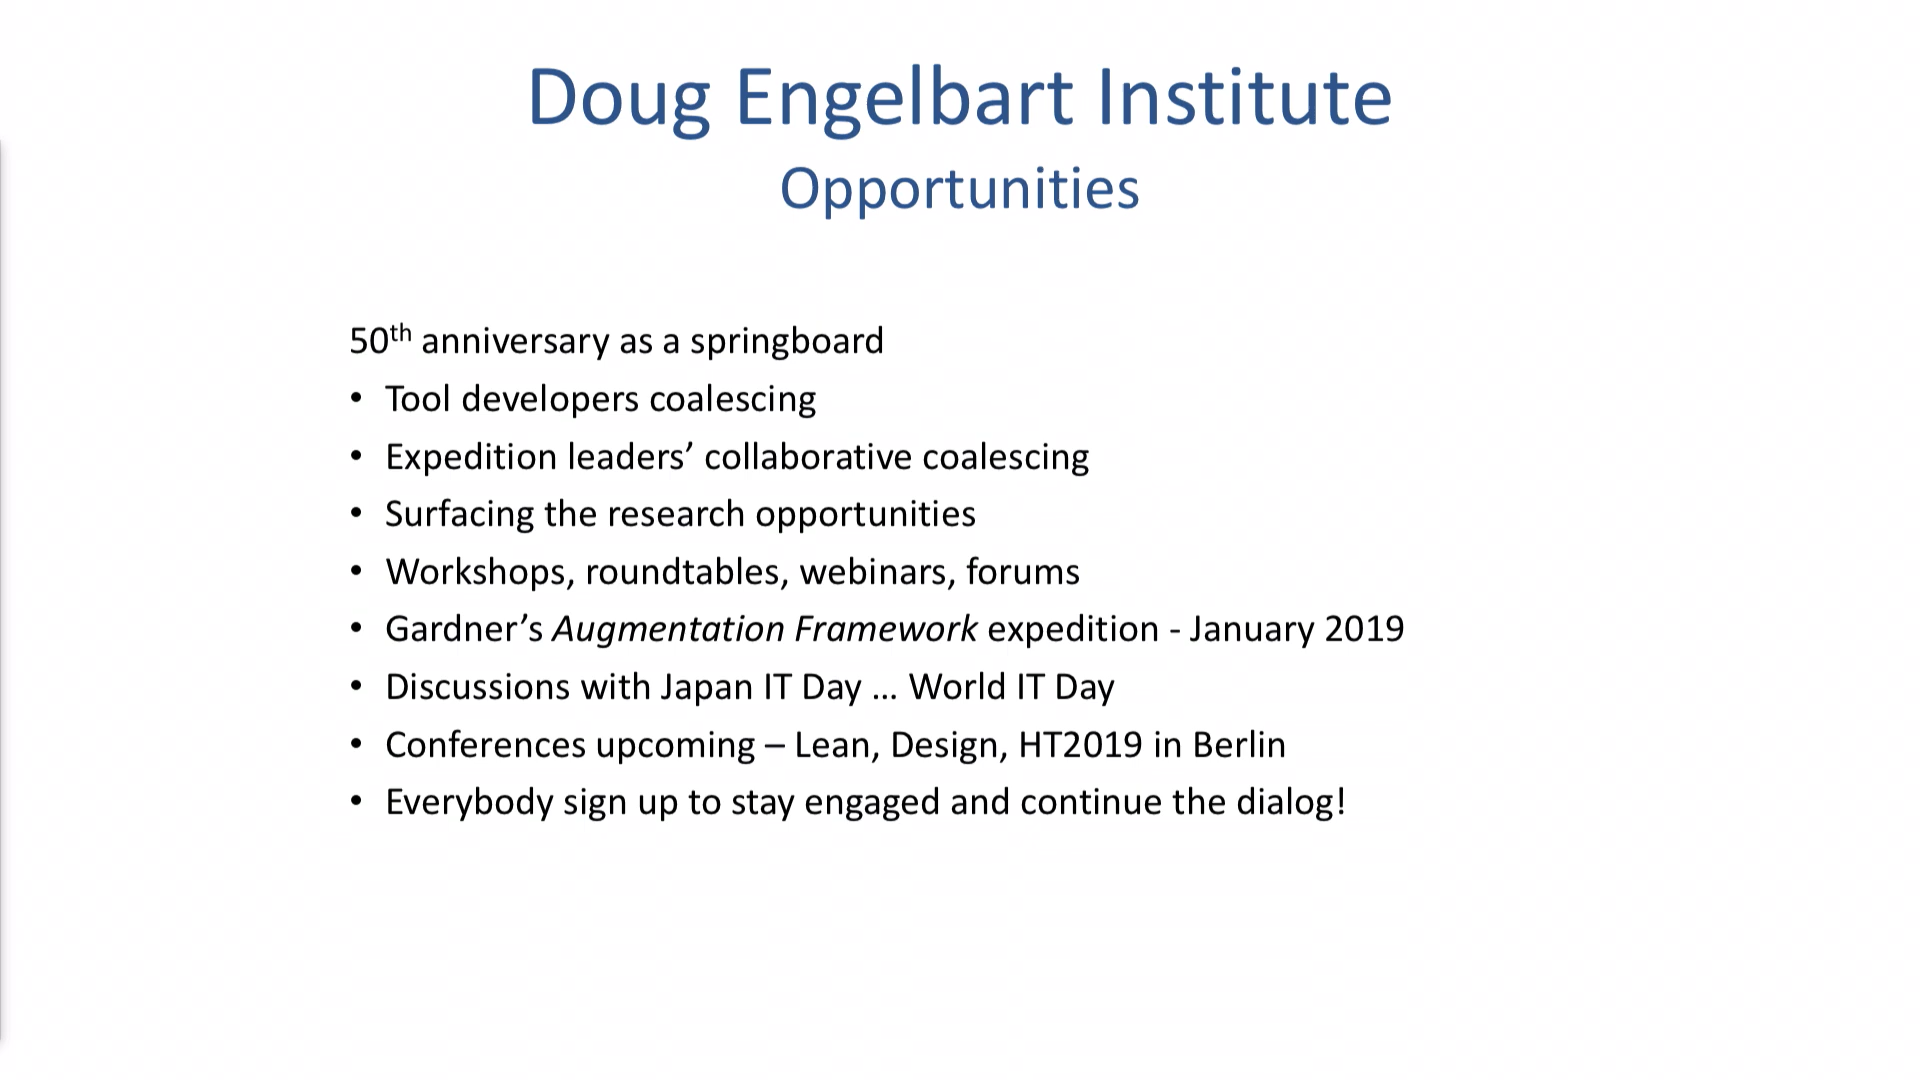 Doug Engelbart Institute
Opportunities
50th anniversary as a springboard
• Tool developers coalescing
• Expedition leaders’ collaborative coalescing
• Surfacing the research opportunities
• Workshops, roundtables, webinars, forums
• Gardner’s Augmentation Framework expedition - January 2019
• Discussions with Japan IT Day ... World IT Day
• Conferences upcoming – Lean, Design, HT2019 in Berlin
• Everybody sign up to stay engaged and continue the dialog!